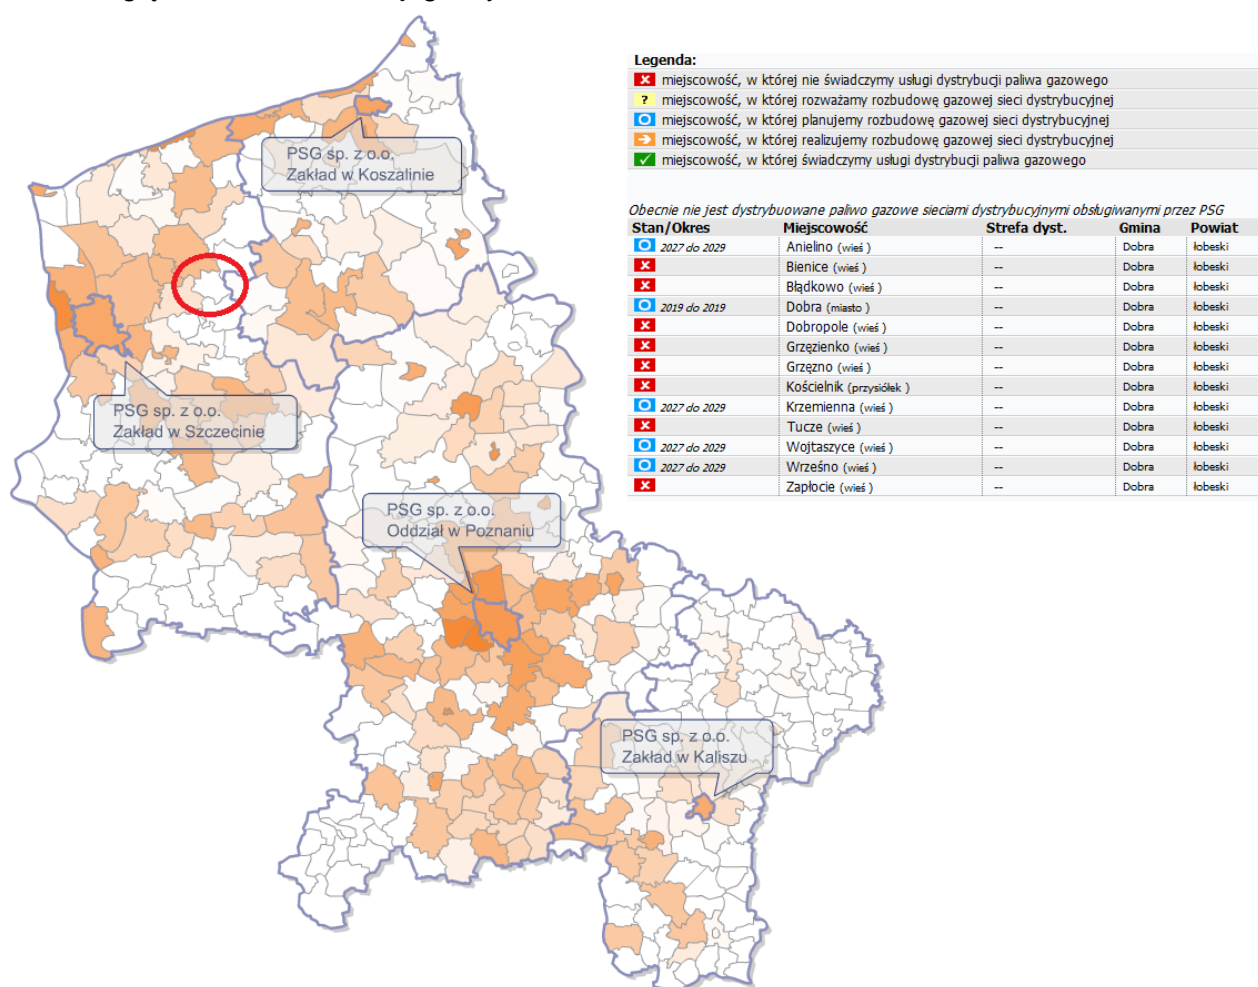 PSG sp. z o.o.
Zakład w Koszalinie
PSG sp. z o.o.
Zakład w Szczecinie
PSG sp. z o.o.
Oddział w Poznaniu
PSG sp. z o.o.
Zakład w Kaliszu
Legenda:
miejscowość, w której nie świadczymy usługi dystrybucji paliwa gazowego
? miejscowość, w której rozważamy rozbudowę gazowej sieci dystrybucyjnej
miejscowość, w której planujemy rozbudowę gazowej sieci dystrybucyjnej
miejscowość, w której realizujemy rozbudowę gazowej sieci dystrybucyjnej
miejscowość, w której świadczymy usługi dystrybucji paliwa gazowego
Obecnie nie jest dystrybuowane paliwo gazowe sieciami dystrybucyjnymi obsługiwanymi przez PSG
Stan/Okres Miejscowość Strefa dyst. Gmina Powiat
2027 do 2029 Anielino (wieś ) -- Dobra łobeski
Bienice (wieś ) -- Dobra łobeski
Błądkowo (wieś ) -- Dobra łobeski
2019 do 2019 Dobra (miasto ) -- Dobra łobeski
Dobropole (wieś ) -- Dobra łobeski
Grzęzienko (wieś ) -- Dobra łobeski
Grzęzno (wieś ) -- Dobra łobeski
Kościelnik (przysiółek ) -- Dobra łobeski
2027 do 2029 Krzemienna (wieś ) -- Dobra łobeski
Tucze (wieś ) -- Dobra łobeski
2027 do 2029 Wojtaszyce (wieś ) -- Dobra łobeski
2027 do 2029 Wrześno (wieś ) -- Dobra łobeski
Zapłocie (wieś ) -- Dobra łobeski